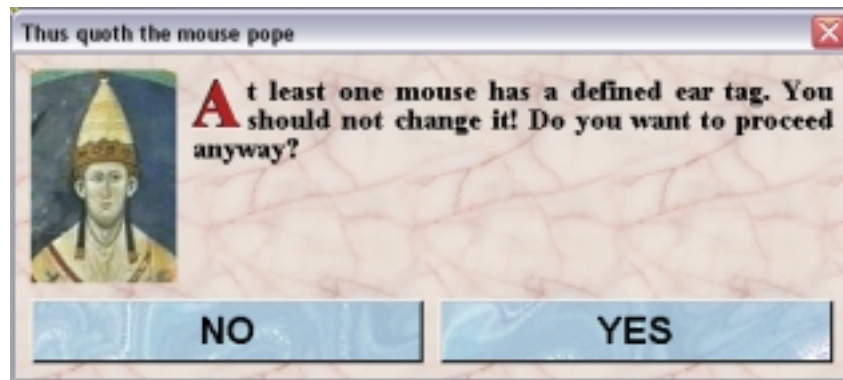 Thus quoth the mouse pope
At least one mouse has a defined ear tag. You
should not change it! Do you want to proceed
anyway?
NO
YES